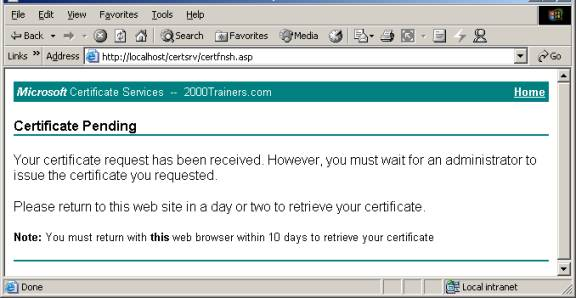 File Edit View Favorites Tools Help
Back Search Favorites Media
Links » Address http://localhost/certsrv/certfnsh.asp Go
Microsoft Certificate Services -- 2000Trainers.com Home
Certificate Pending
Your certificate request has been received. However, you must wait for an administrator to
issue the certificate you requested.
Please return to this web site in a day or two to retrieve your certificate.
Note: You must return with this web browser within 10 days to retrieve your certificate
Done Local intranet